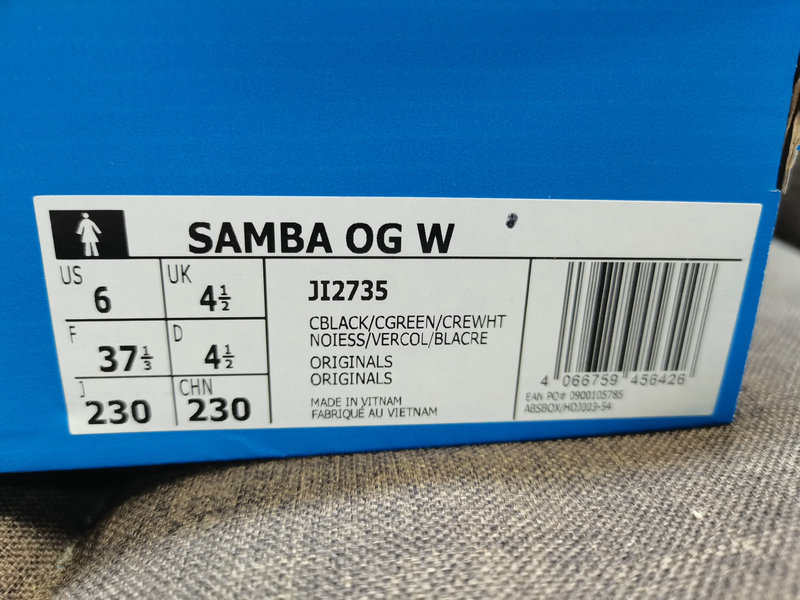 SAMBA OG W
US 6
UK 4½
F 37⅓
D 4½
J 230
CHN 230
JI2735
CBLACK/CGREEN/CREWHT
NOIESS/VERCOL/BLACRE
ORIGINALS
ORIGINALS
MADE IN VITNAM
FABRIQUÉ AU VIETNAM
4 066759 456426
EAN PO# 0900105785
ABSBOX/HDJ003-54